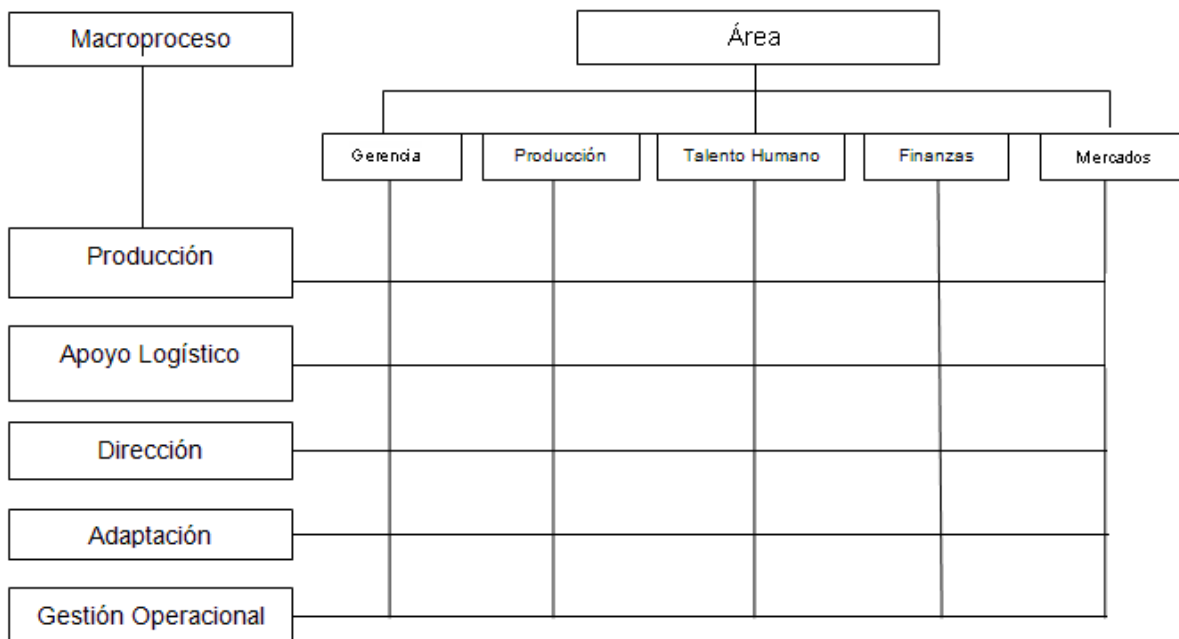 Macroproceso
Área
Gerencia
Producción
Talento Humano
Finanzas
Mercados
Producción
Apoyo Logístico
Dirección
Adaptación
Gestión Operacional